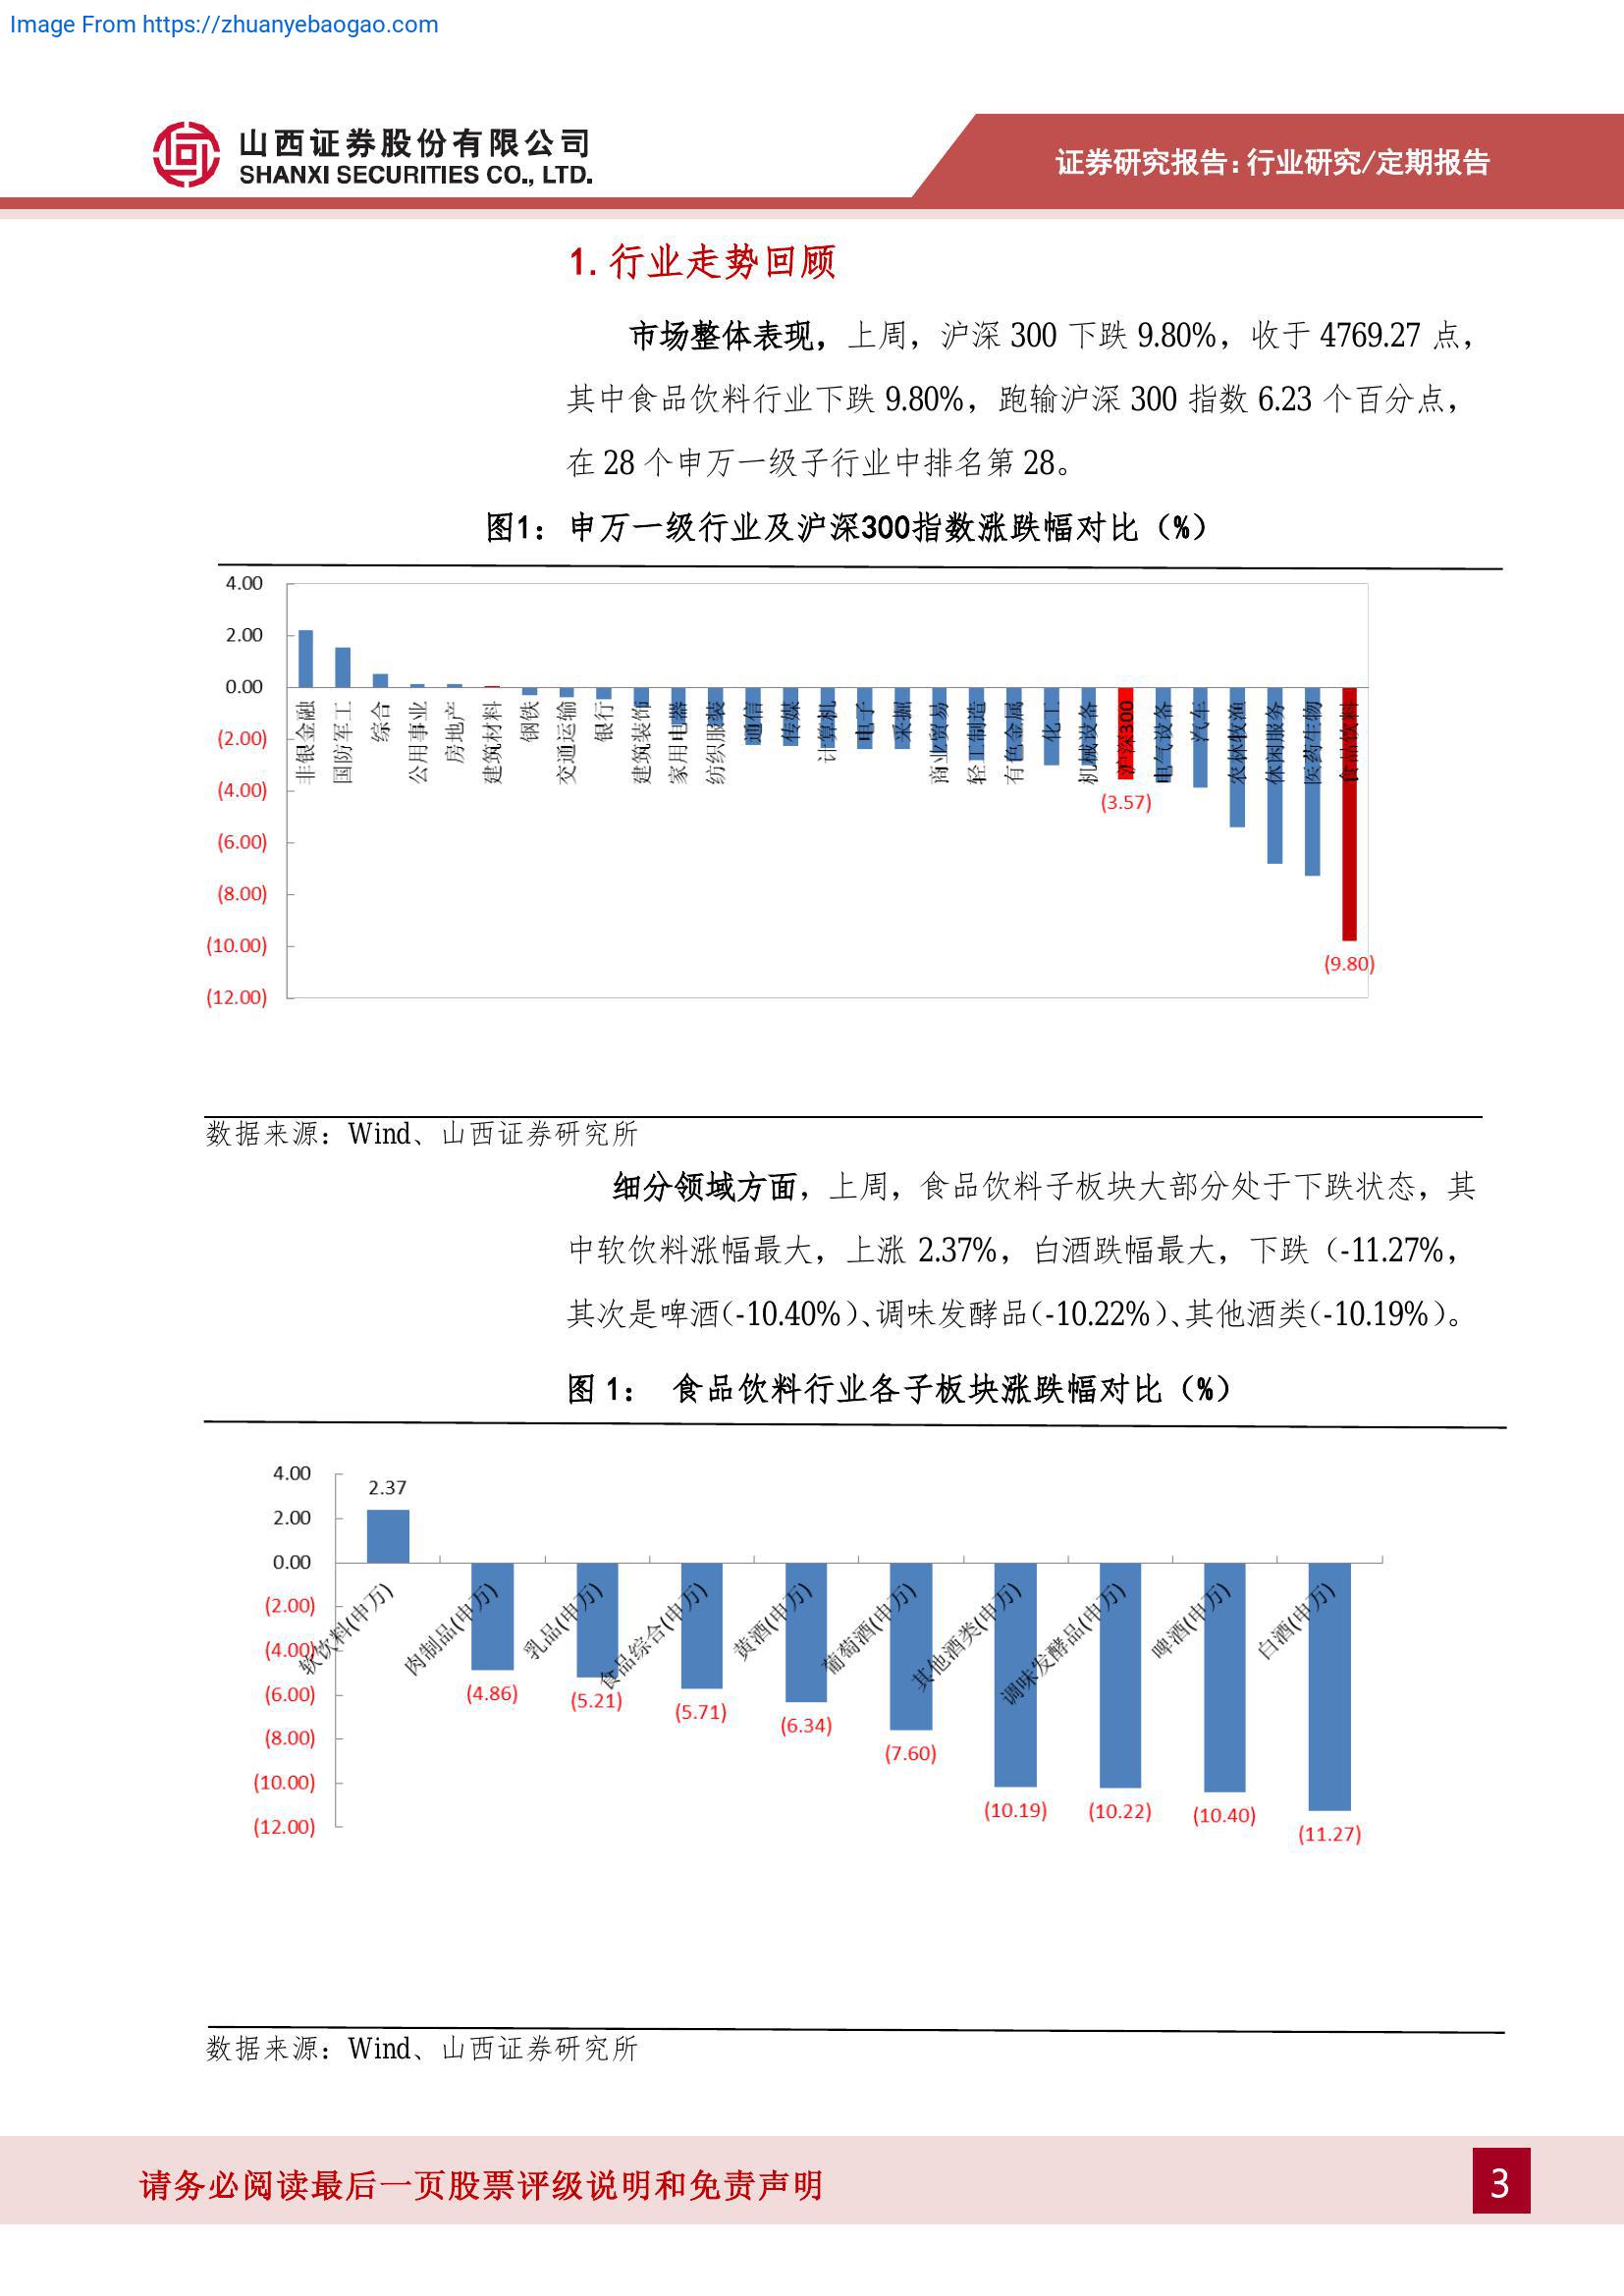 Image From https://zhuanyebaogao.com
山西证券股份有限公司
SHANXI SECURITIES CO., LTD.
证券研究报告:行业研究/定期报告
1.行业走势回顾
市场整体表现，上周，沪深 300 下跌 9.80%，收于 4769.27 点，
其中食品饮料行业下跌 9.80%，跑输沪深 300 指数 6.23 个百分点，
在 28 个申万一级子行业中排名第 28。
图1：申万一级行业及沪深300指数涨跌幅对比（%）
4.00
2.00
0.00
(2.00)
(4.00)
(6.00)
(8.00)
(10.00)
(12.00)
非银金融
国防军工
综合
公用事业
房地产
建筑材料
钢铁
交通运输
银行
建筑装饰
家用电器
纺织服装
通信
传媒
计算机
电子
采掘
商业贸易
轻工制造
有色金属
化工
机械设备
沪深300
电气设备
汽车
农林牧渔
休闲服务
医药生物
食品饮料
(3.57)
(9.80)
数据来源：Wind、山西证券研究所
细分领域方面，上周，食品饮料子板块大部分处于下跌状态，其
中软饮料涨幅最大，上涨 2.37%，白酒跌幅最大，下跌（-11.27%，
其次是啤酒（-10.40%）、调味发酵品（-10.22%）、其他酒类（-10.19%）。
图 1： 食品饮料行业各子板块涨跌幅对比（%）
4.00
2.00
0.00
(2.00)
(4.00)
(6.00)
(8.00)
(10.00)
(12.00)
2.37
(4.86)
(5.21)
(5.71)
(6.34)
(7.60)
(10.19)
(10.22)
(10.40)
(11.27)
软饮料(申万)
肉制品(申万)
乳品(申万)
食品综合(申万)
黄酒(申万)
葡萄酒(申万)
其他酒类(申万)
调味发酵品(申万)
啤酒(申万)
白酒(申万)
数据来源：Wind、山西证券研究所
请务必阅读最后一页股票评级说明和免责声明
3